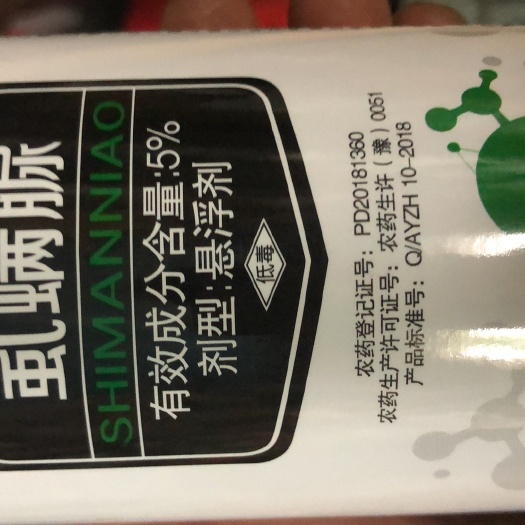 虱螨脲
SHIMANNIAO
有效成分含量:5%
剂型:悬浮剂
低毒
农药登记证号：PD20181360
农药生产许可证号：农药生许（豫）0051
产品标准号：Q/AYZH 10-2018